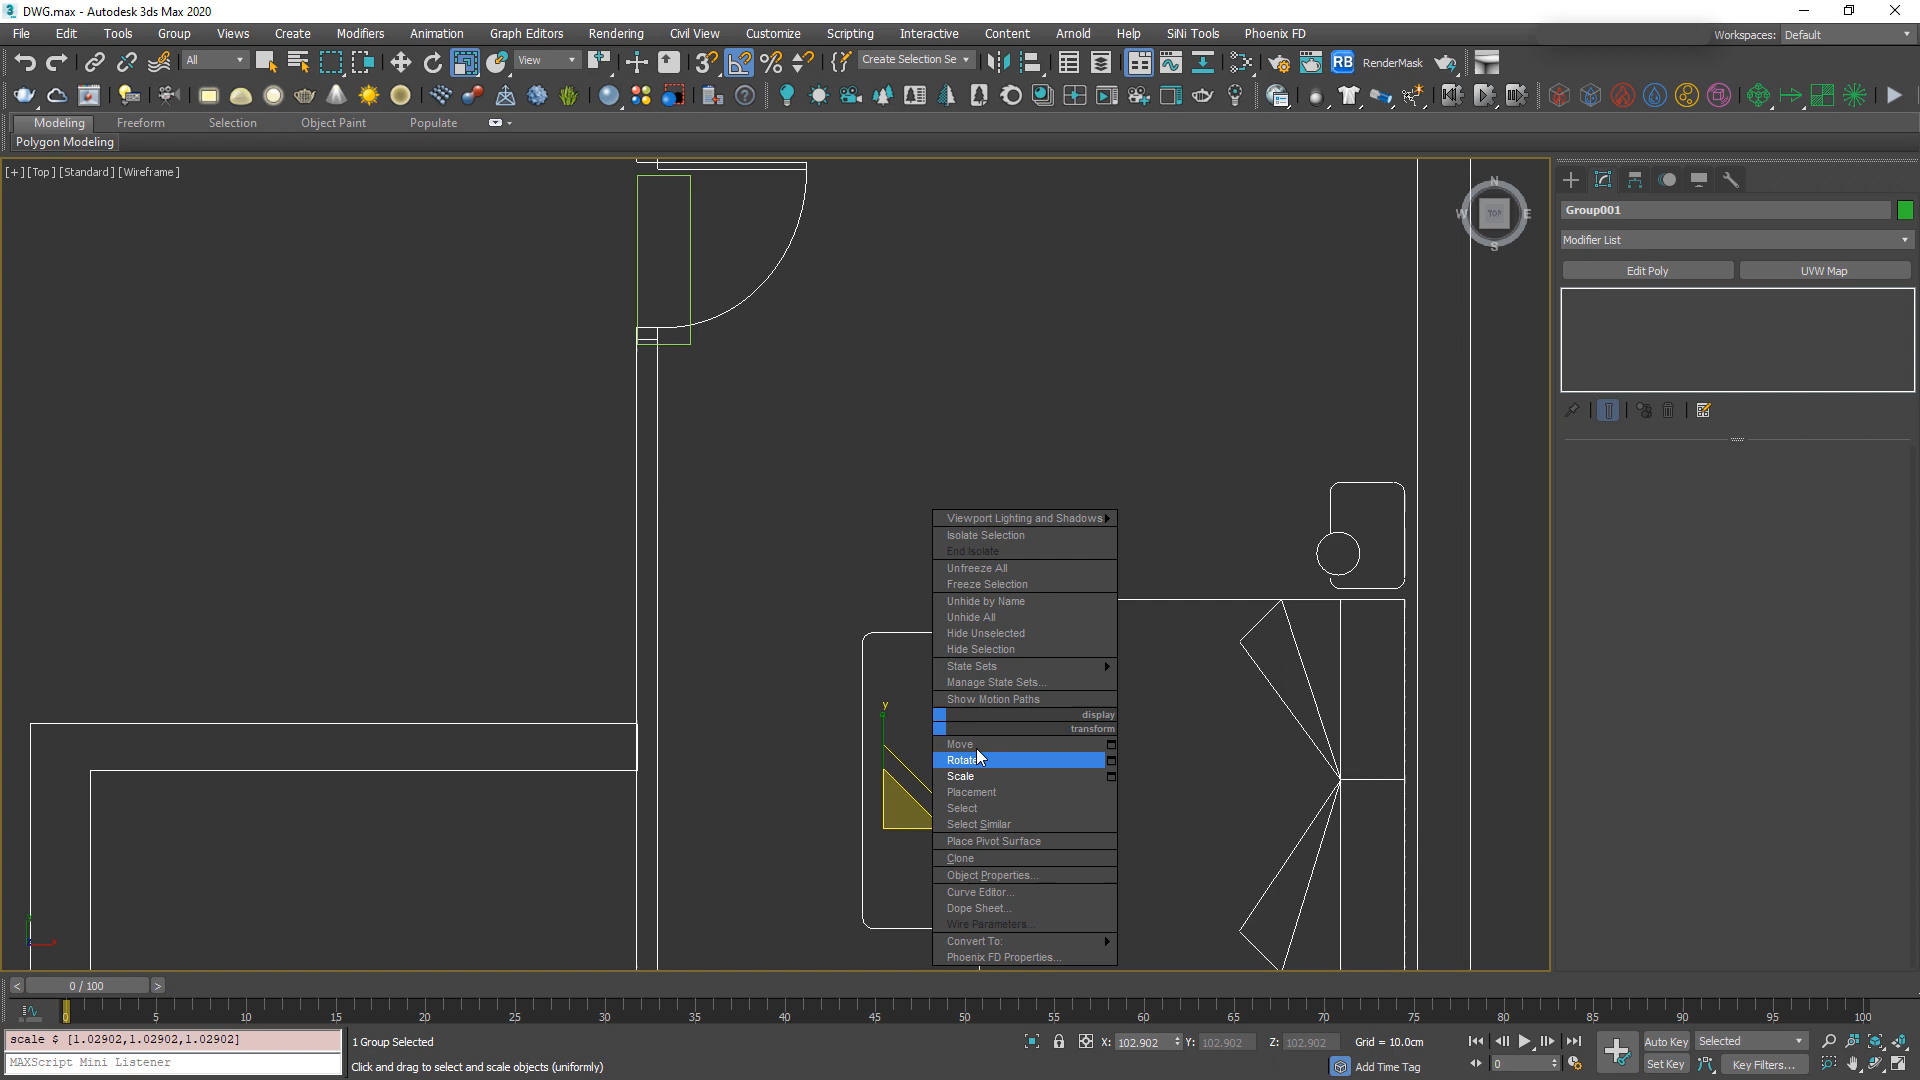 DWG.max - Autodesk 3ds Max 2020
File Edit Tools Group Views Create Modifiers Animation Graph Editors Rendering Civil View Customize Scripting Interactive Content Arnold Help SiNi Tools Phoenix FD Workspaces: Default
All View Create Selection Se RB RenderMask
Modeling Freeform Selection Object Paint Populate
Polygon Modeling
[+] [Top] [Standard] [Wireframe]
N
W TOP E
S
Group001
Modifier List
Edit Poly UVW Map
Viewport Lighting and Shadows
Isolate Selection
End Isolate
Unfreeze All
Freeze Selection
Unhide by Name
Unhide All
Hide Unselected
Hide Selection
State Sets
Manage State Sets...
Show Motion Paths
display
transform
Move
Rotate
Scale
Placement
Select
Select Similar
Place Pivot Surface
Clone
Object Properties...
Curve Editor...
Dope Sheet...
Wire Parameters...
Convert To:
Phoenix FD Properties...
y
< 0 / 100 >
0 5 10 15 20 25 30 35 40 45 50 55 60 65 70 75 80 85 90 95 100
scale $ [1.02902,1.02902,1.02902]
MAXScript Mini Listener
1 Group Selected
Click and drag to select and scale objects (uniformly)
X: 102.902 Y: 102.902 Z: 102.902 Grid = 10.0cm
Add Time Tag
0
Auto Key Selected
Set Key Key Filters...